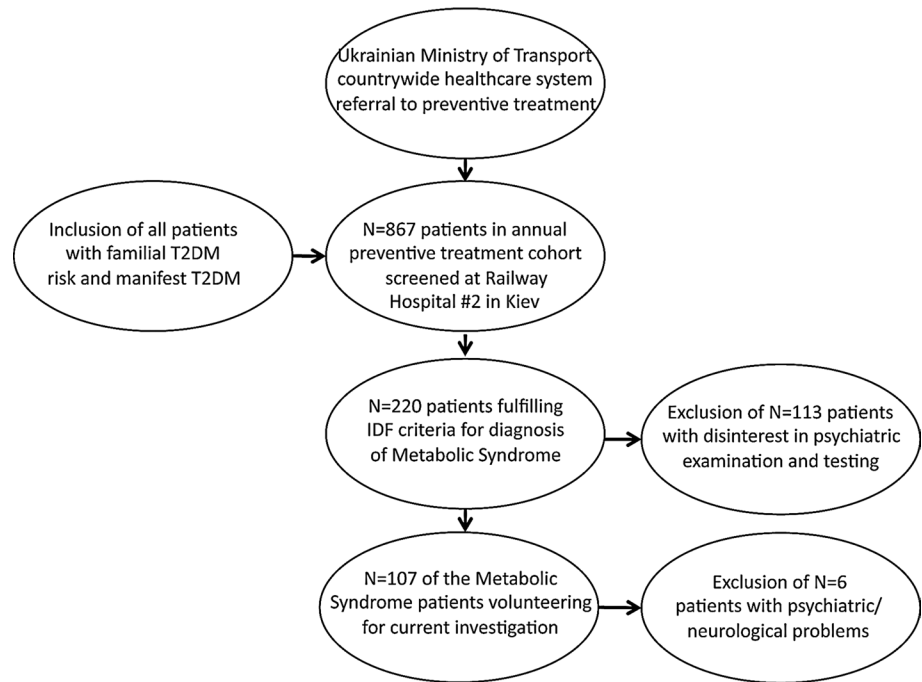 Ukrainian Ministry of Transport
countrywide healthcare system
referral to preventive treatment
Inclusion of all patients
with familial T2DM
risk and manifest T2DM
N=867 patients in annual
preventive treatment cohort
screened at Railway
Hospital #2 in Kiev
N=220 patients fulfilling
IDF criteria for diagnosis
of Metabolic Syndrome
Exclusion of N=113 patients
with disinterest in psychiatric
examination and testing
N=107 of the Metabolic
Syndrome patients volunteering
for current investigation
Exclusion of N=6
patients with psychiatric/
neurological problems